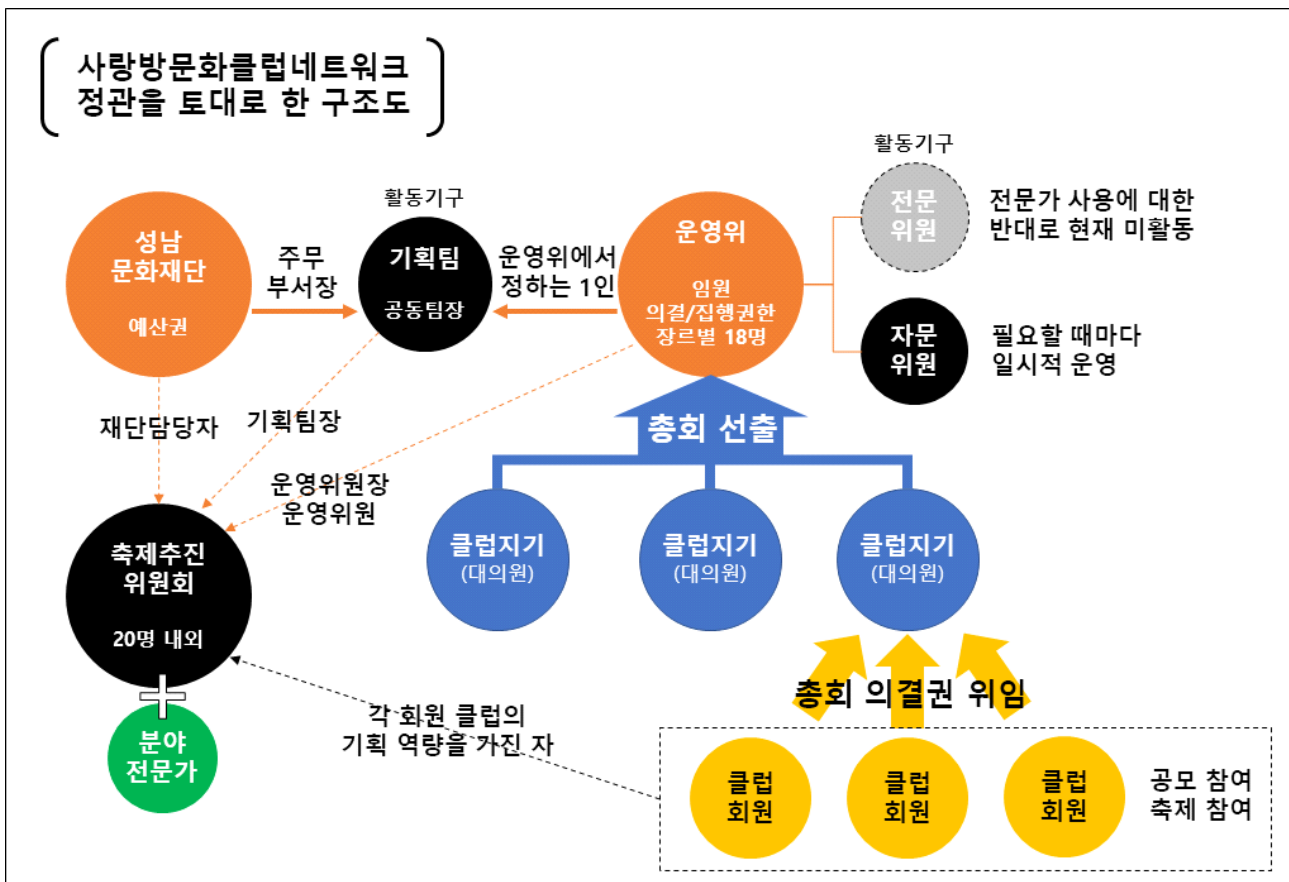 사랑방문화클럽네트워크
정관을 토대로 한 구조도
성남
문화재단
예산권
주무
부서장
활동기구
기획팀
공동팀장
운영위에서
정하는 1인
운영위
임원
의결/집행권한
장르별 18명
활동기구
전문
위원
전문가 사용에 대한
반대로 현재 미활동
자문
위원
필요할 때마다
일시적 운영
재단담당자
기획팀장
운영위원장
운영위원
총회 선출
클럽지기
(대의원)
클럽지기
(대의원)
클럽지기
(대의원)
축제추진
위원회
20명 내외
분야
전문가
각 회원 클럽의
기획 역량을 가진 자
총회 의결권 위임
클럽
회원
클럽
회원
클럽
회원
공모 참여
축제 참여